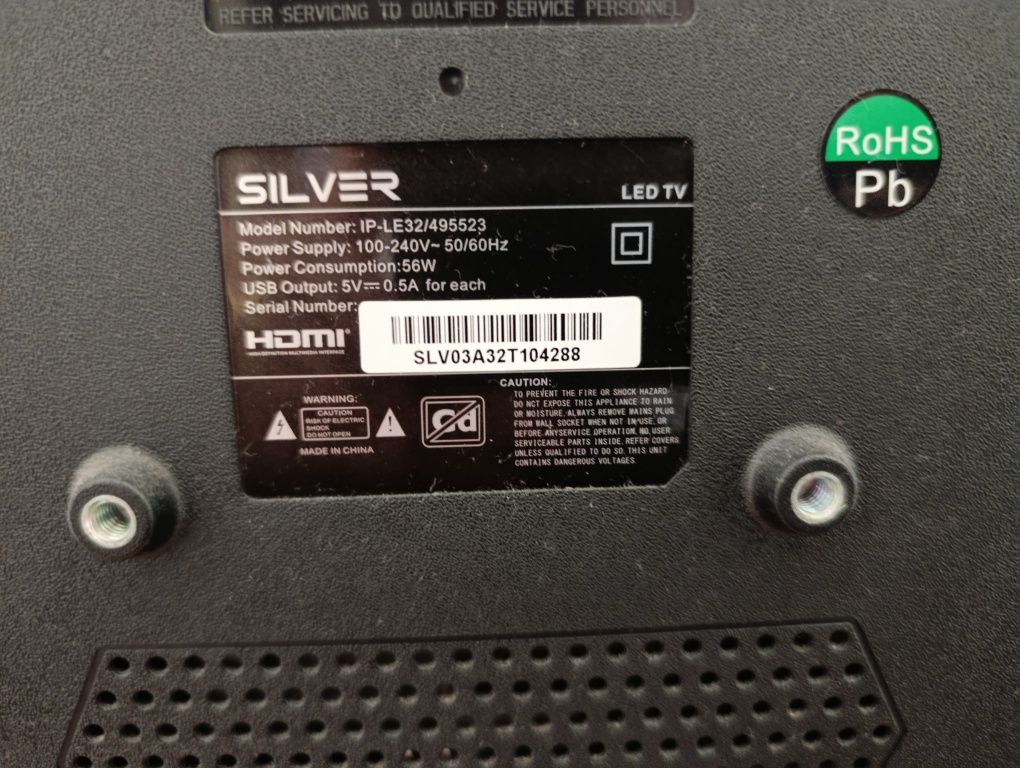 REFER SERVICING TO QUALIFIED SERVICE PERSONNEL
RoHS
Pb
SILVER
LED TV
Model Number: IP-LE32/495523
Power Supply: 100-240V~ 50/60Hz
Power Consumption:56W
USB Output: 5V⎓ 0.5A for each
Serial Number:
SLV03A32T104288
HDMI
HIGH DEFINITION MULTIMEDIA INTERFACE
WARNING:
CAUTION
RISK OF ELECTRIC
SHOCK
DO NOT OPEN
MADE IN CHINA
Cd
CAUTION:
TO PREVENT THE FIRE OR SHOCK HAZARD
DO NOT EXPOSE THIS APPLIANCE TO RAIN
OR MOISTURE. ALWAYS REMOVE MAINS PLUG
FROM WALL SOCKET WHEN NOT IN USE, OR
BEFORE ANYSERVICE OPERATION. NO USER
SERVICEABLE PARTS INSIDE. REFER COVERS
UNLESS QUALIFIED TO DO SO. THIS UNIT
CONTAINS DANGEROUS VOLTAGES